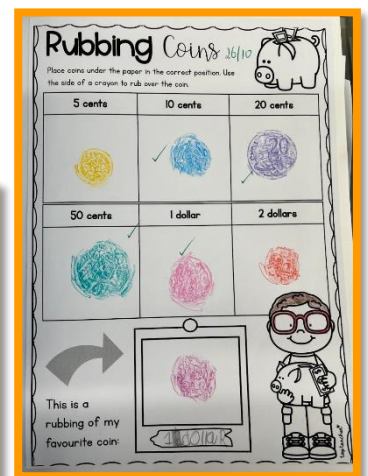 Rubbing Coins 26/10
Place coins under the paper in the correct position. Use
the side of a crayon to rub over the coin.
5 cents 10 cents 20 cents
20
50 cents 1 dollar 2 dollars
This is a
rubbing of my
favourite coin: